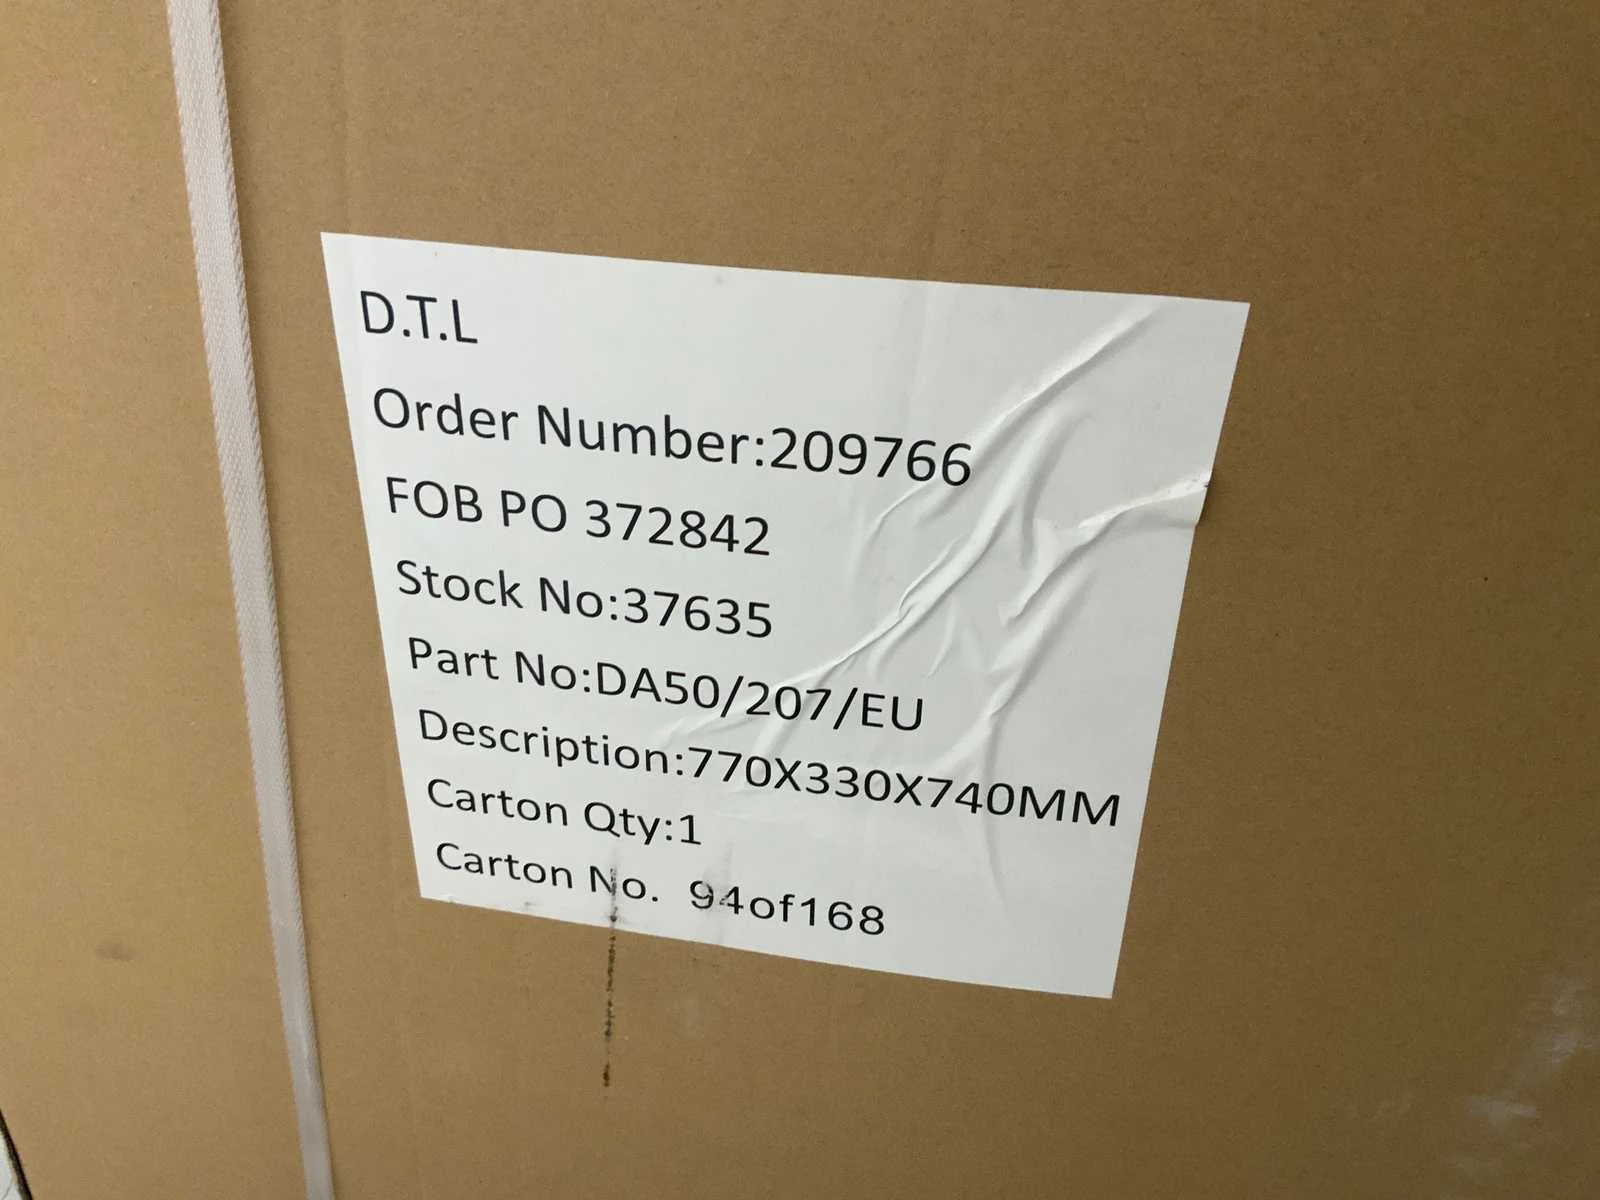 D.T.L
Order Number:209766
FOB PO 372842
Stock No:37635
Part No:DA50/207/EU
Description:770X330X740MM
Carton Qty:1
Carton No. 94of168